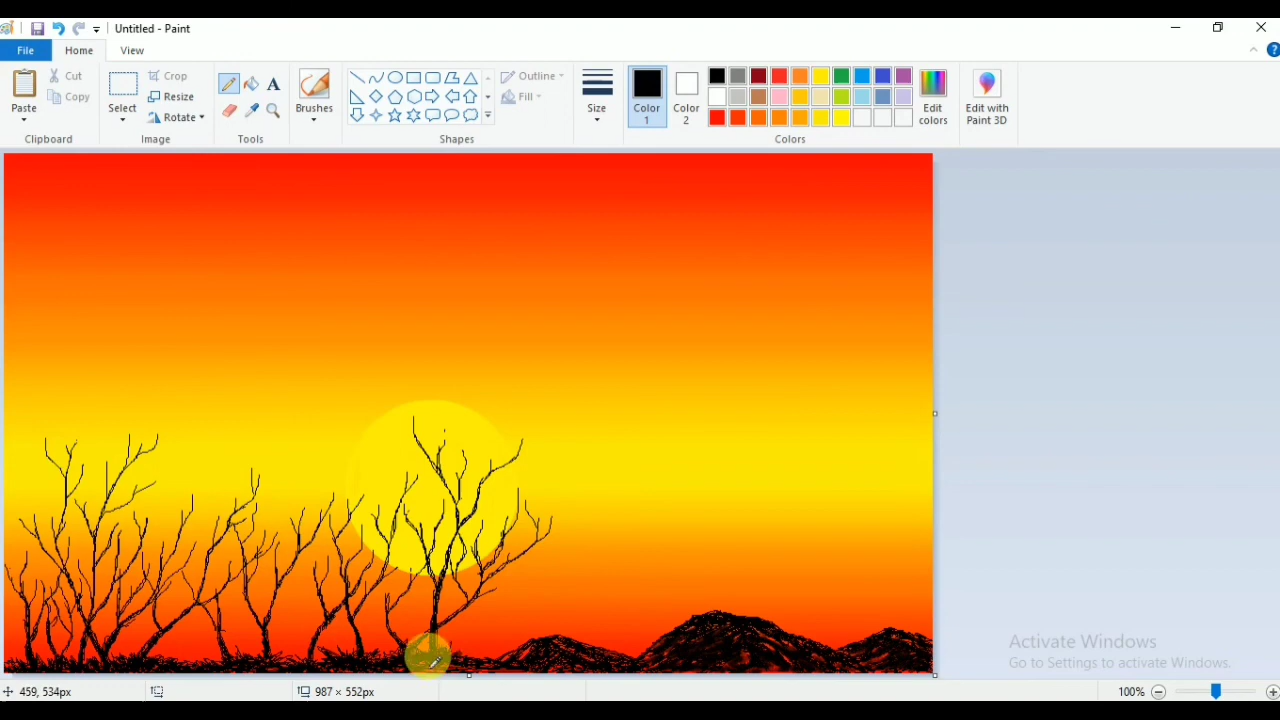 Untitled - Paint
File Home View
Cut Crop Outline
Copy Resize Fill
Paste Select Rotate Brushes Size Color 1 Color 2 Edit colors Edit with Paint 3D
Clipboard Image Tools Shapes Colors
Activate Windows
Go to Settings to activate Windows.
459, 534px 987 × 552px 100%